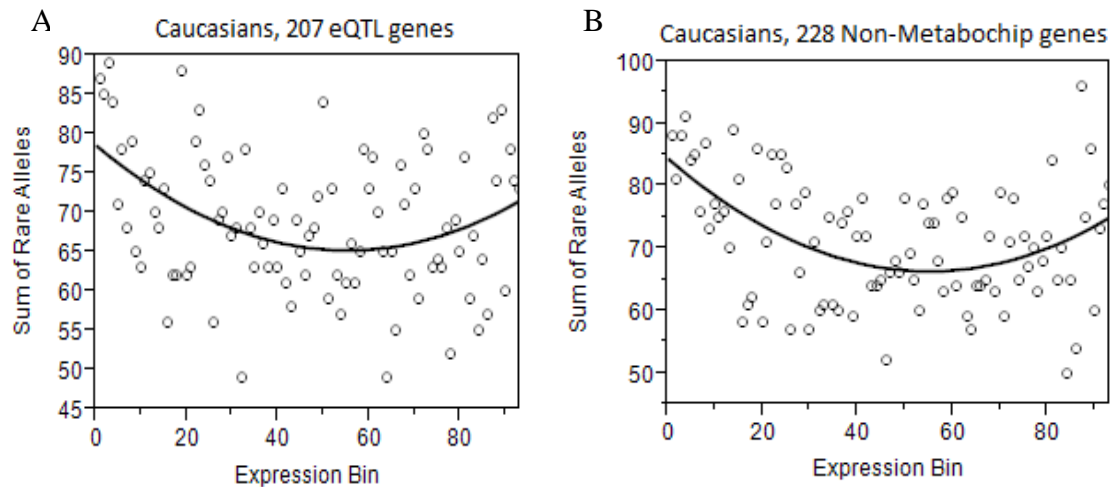 A
Caucasians, 207 eQTL genes
Sum of Rare Alleles
90
85
80
75
70
65
60
55
50
45
0 20 40 60 80
Expression Bin
B
Caucasians, 228 Non-Metabochip genes
Sum of Rare Alleles
100
90
80
70
60
50
0 20 40 60 80
Expression Bin